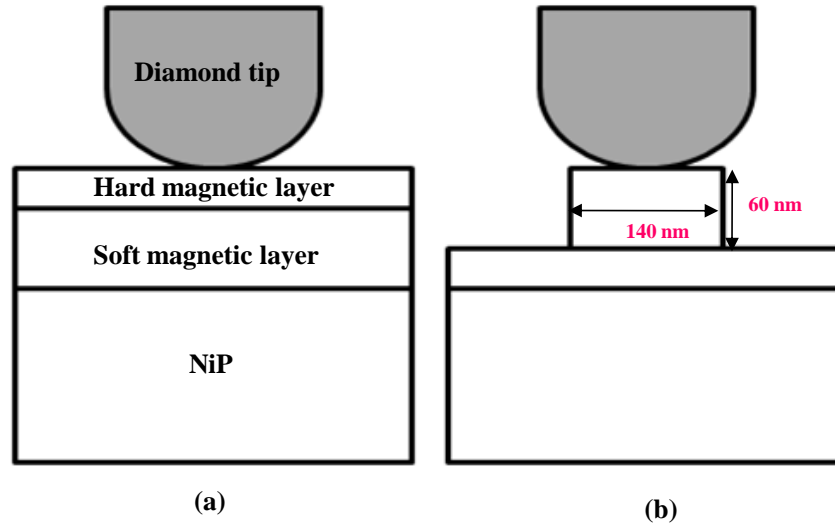 Diamond tip
Hard magnetic layer
Soft magnetic layer
NiP
60 nm
140 nm
(a)
(b)